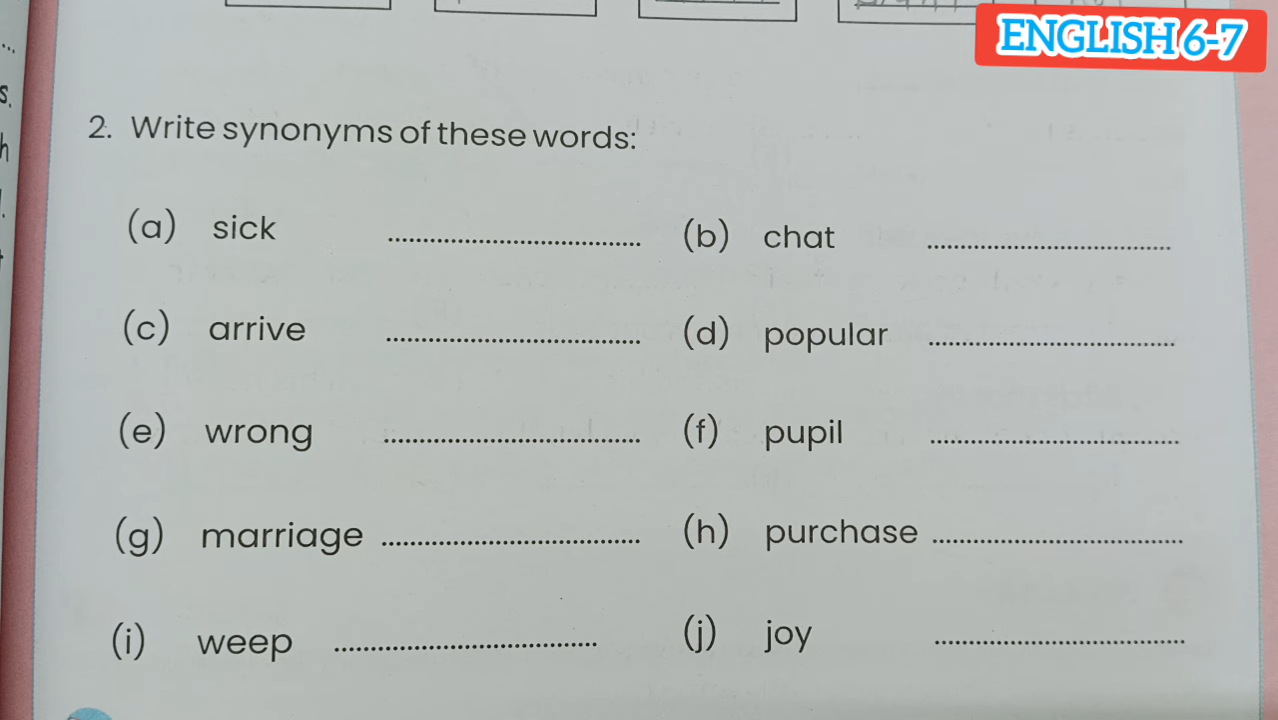 ENGLISH 6-7
2. Write synonyms of these words:
(a) sick .................... (b) chat ....................
(c) arrive .................... (d) popular ....................
(e) wrong .................... (f) pupil ....................
(g) marriage .................... (h) purchase ....................
(i) weep .................... (j) joy ....................